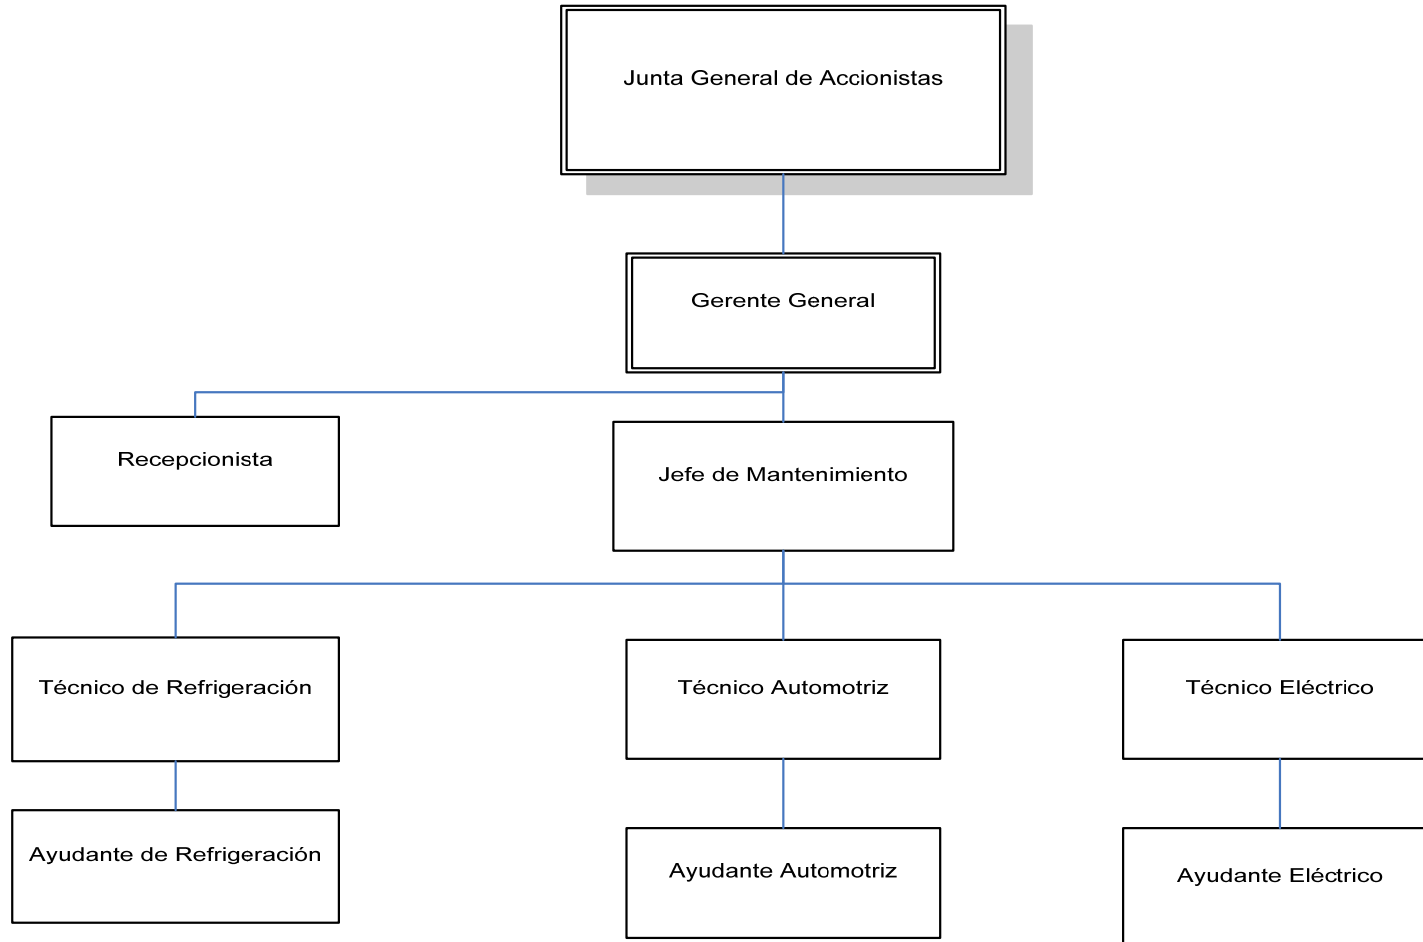 Junta General de Accionistas
Gerente General
Recepcionista
Jefe de Mantenimiento
Técnico de Refrigeración
Técnico Automotriz
Técnico Eléctrico
Ayudante de Refrigeración
Ayudante Automotriz
Ayudante Eléctrico